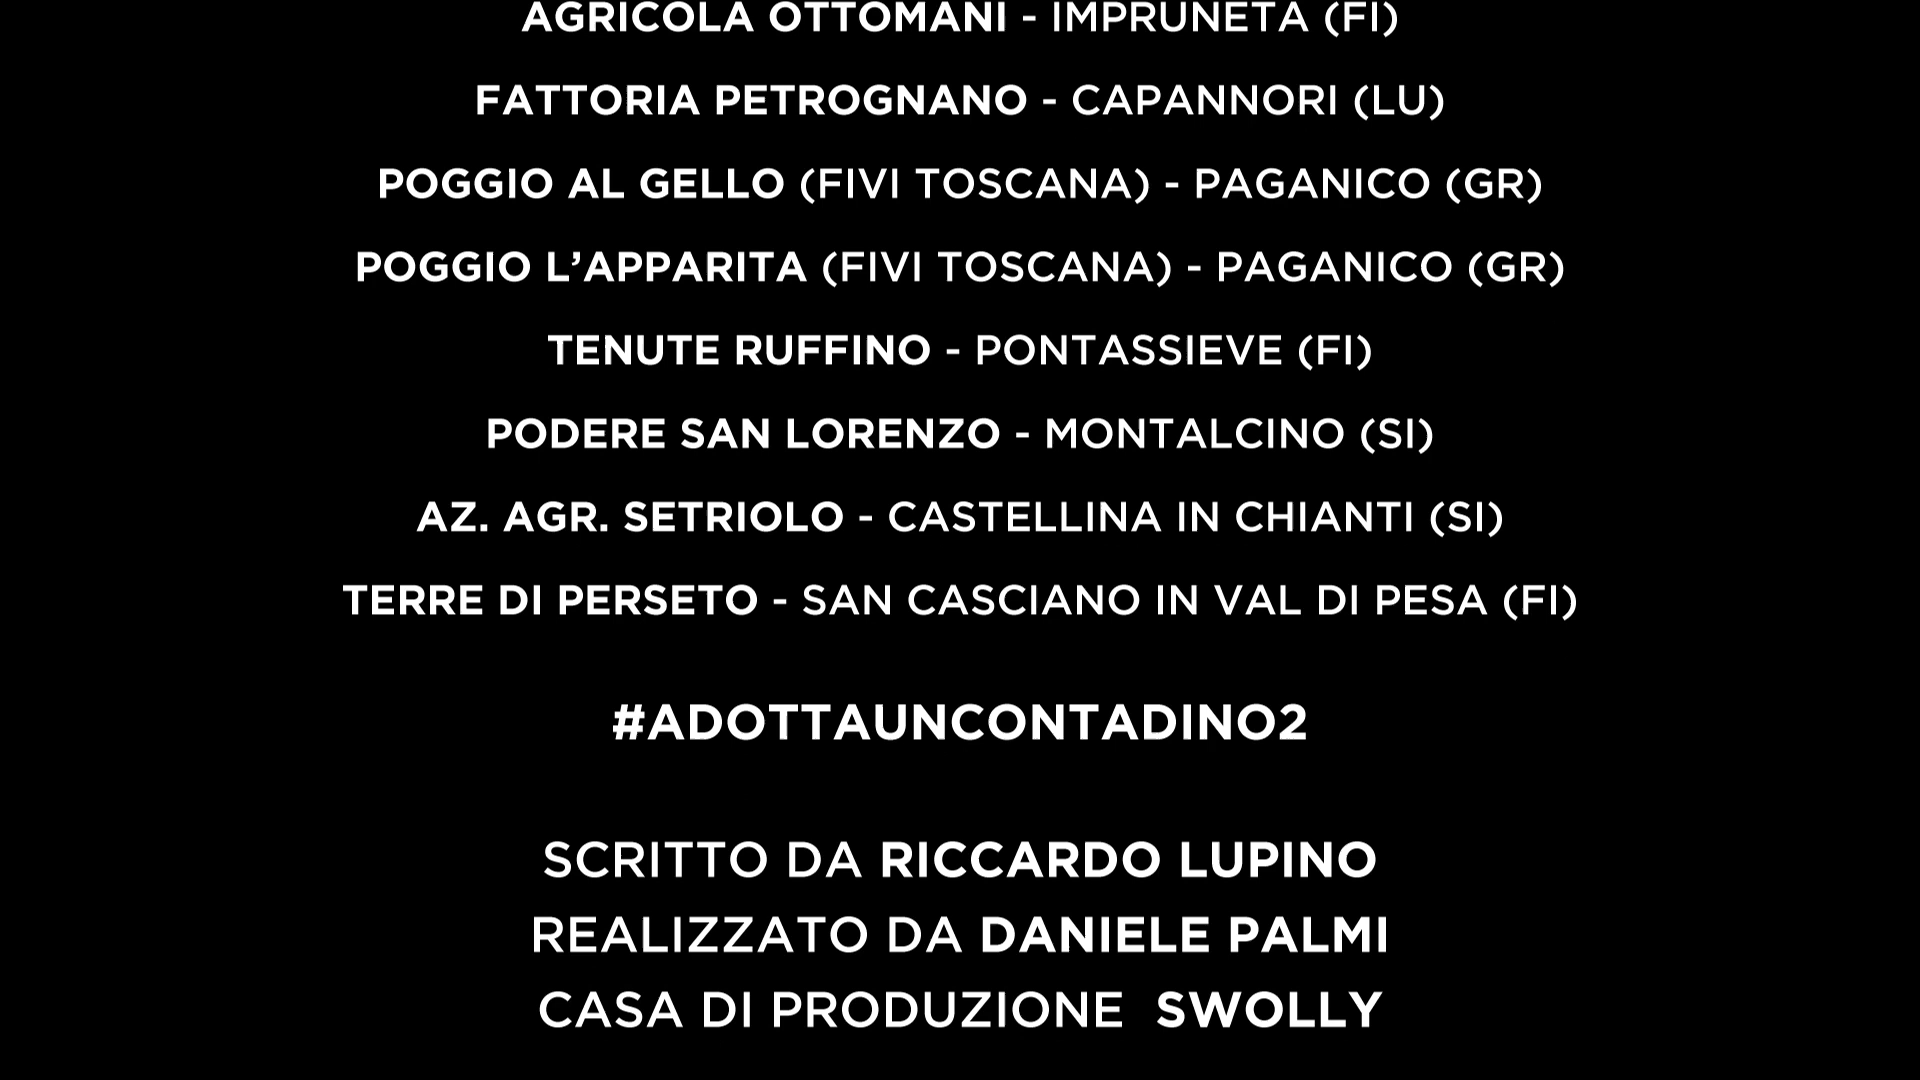 AGRICOLA OTTOMANI - IMPRUNETA (FI)
FATTORIA PETROGNANO - CAPANNORI (LU)
POGGIO AL GELLO (FIVI TOSCANA) - PAGANICO (GR)
POGGIO L’APPARITA (FIVI TOSCANA) - PAGANICO (GR)
TENUTE RUFFINO - PONTASSIEVE (FI)
PODERE SAN LORENZO - MONTALCINO (SI)
AZ. AGR. SETRIOLO - CASTELLINA IN CHIANTI (SI)
TERRE DI PERSETO - SAN CASCIANO IN VAL DI PESA (FI)
#ADOTTAUNCONTADINO2
SCRITTO DA RICCARDO LUPINO
REALIZZATO DA DANIELE PALMI
CASA DI PRODUZIONE SWOLLY